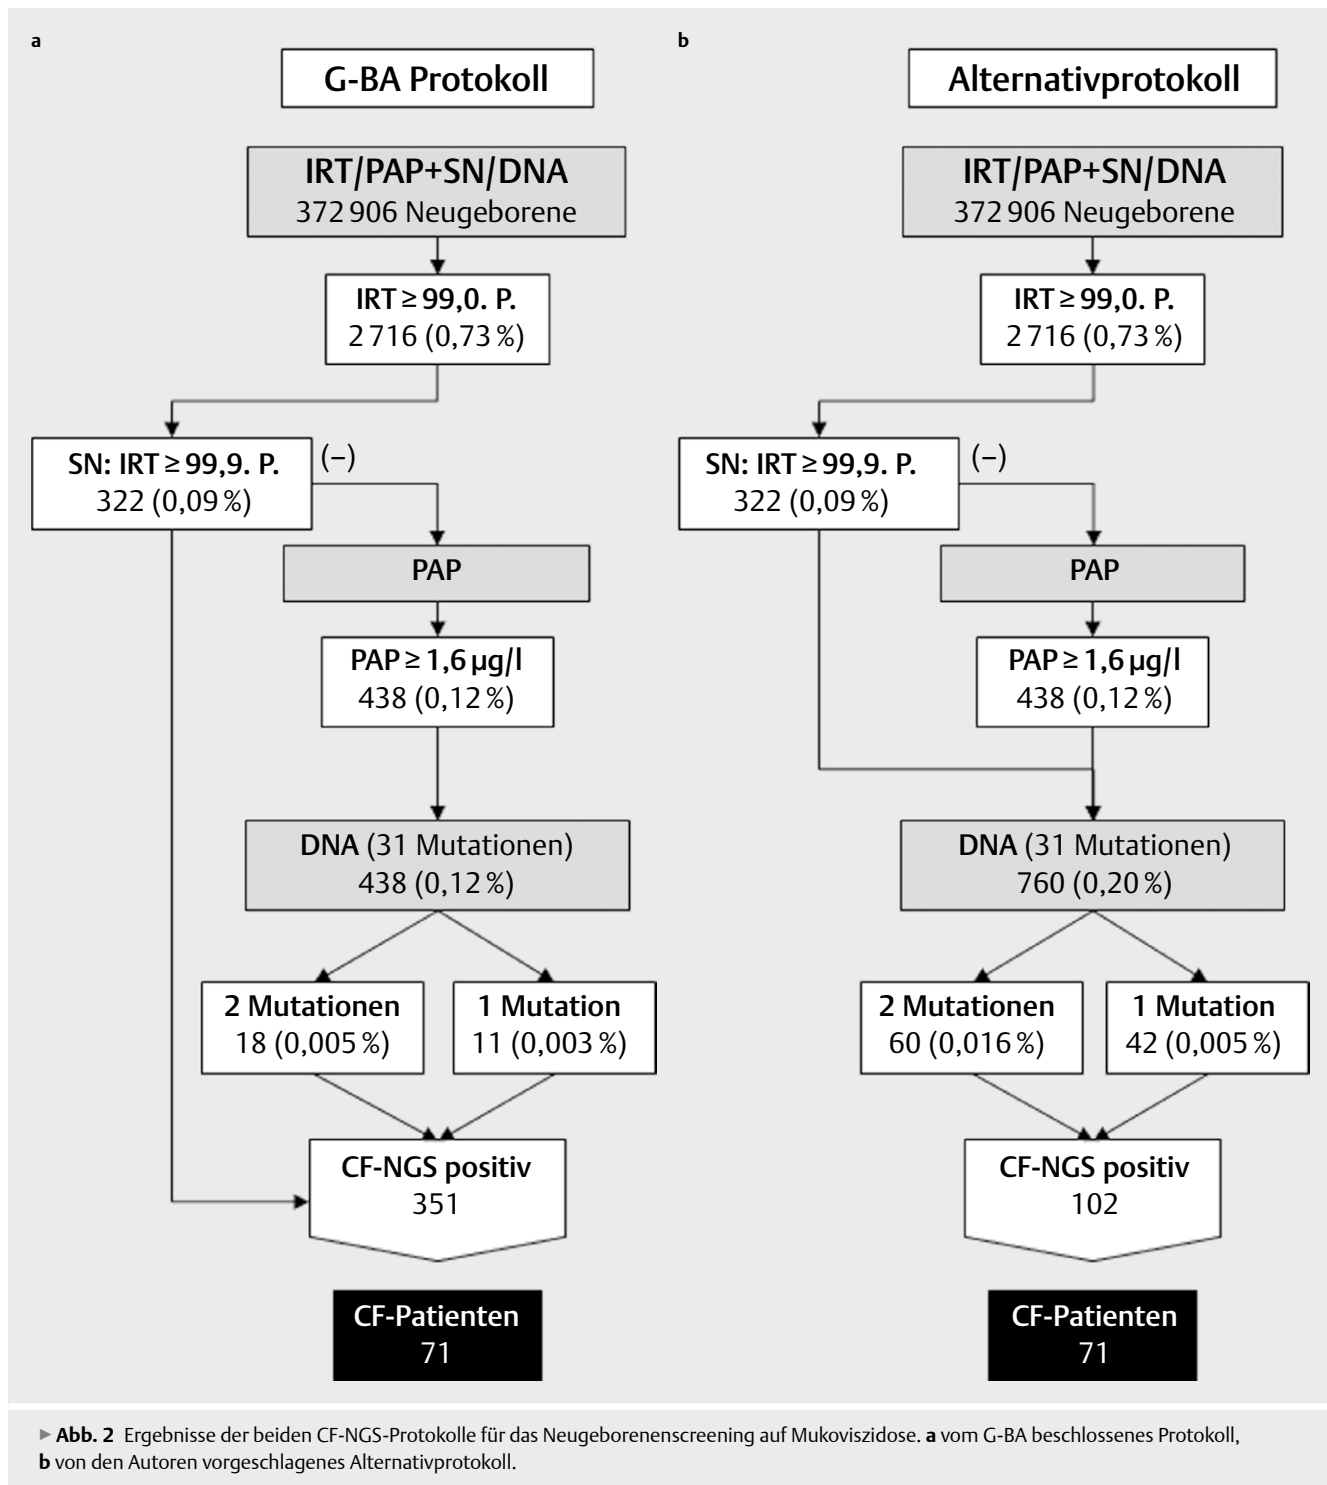 a
G-BA Protokoll
IRT/PAP+SN/DNA
372 906 Neugeborene
IRT ≥ 99,0. P.
2 716 (0,73 %)
SN: IRT ≥ 99,9. P.
322 (0,09 %)
(–)
PAP
PAP ≥ 1,6 µg/l
438 (0,12 %)
DNA (31 Mutationen)
438 (0,12 %)
2 Mutationen
18 (0,005 %)
1 Mutation
11 (0,003 %)
CF-NGS positiv
351
CF-Patienten
71
b
Alternativprotokoll
IRT/PAP+SN/DNA
372 906 Neugeborene
IRT ≥ 99,0. P.
2 716 (0,73 %)
SN: IRT ≥ 99,9. P.
322 (0,09 %)
(–)
PAP
PAP ≥ 1,6 µg/l
438 (0,12 %)
DNA (31 Mutationen)
760 (0,20 %)
2 Mutationen
60 (0,016 %)
1 Mutation
42 (0,005 %)
CF-NGS positiv
102
CF-Patienten
71
▶ Abb. 2 Ergebnisse der beiden CF-NGS-Protokolle für das Neugeborenenscreening auf Mukoviszidose. a vom G-BA beschlossenes Protokoll,
b von den Autoren vorgeschlagenes Alternativprotokoll.